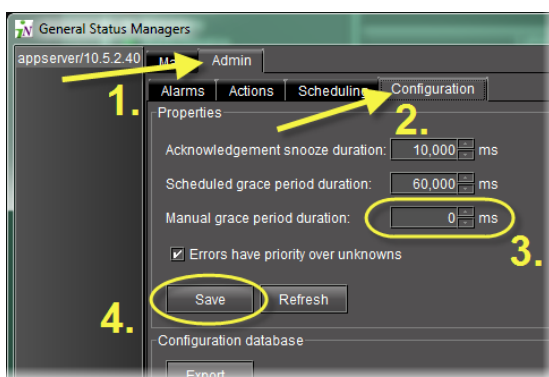 General Status Managers
appserver/10.5.2.40
Admin
1.
Alarms Actions Scheduling Configuration
Properties
2.
Acknowledgement snooze duration: 10,000 ms
Scheduled grace period duration: 60,000 ms
Manual grace period duration: 0 ms
3.
Errors have priority over unknowns
4.
Save Refresh
Configuration database
Export...